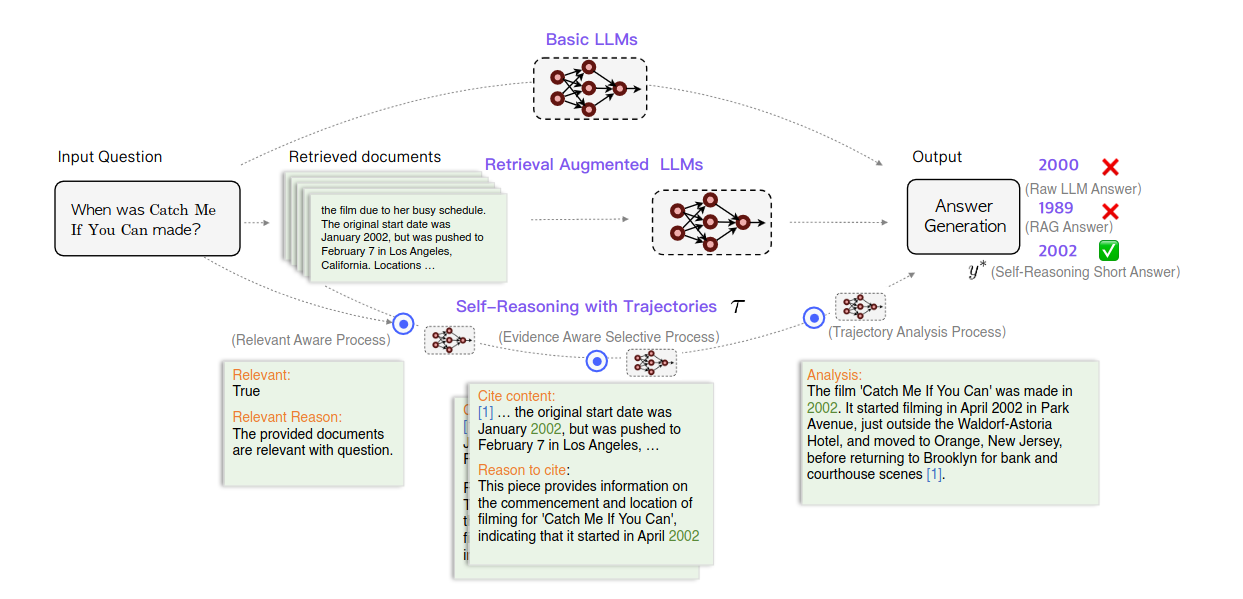 Basic LLMs
Input Question
When was Catch Me
If You Can made?
Retrieved documents
the film due to her busy schedule.
The original start date was
January 2002, but was pushed to
February 7 in Los Angeles,
California. Locations ...
Retrieval Augmented LLMs
Output
Answer
Generation
2000
(Raw LLM Answer)
1989
(RAG Answer)
2002
y* (Self-Reasoning Short Answer)
Self-Reasoning with Trajectories τ
(Relevant Aware Process)
(Evidence Aware Selective Process)
(Trajectory Analysis Process)
Relevant:
True
Relevant Reason:
The provided documents
are relevant with question.
Cite content:
[1] ... the original start date was
January 2002, but was pushed to
February 7 in Los Angeles, ...
Reason to cite:
This piece provides information on
the commencement and location of
filming for 'Catch Me If You Can',
indicating that it started in April 2002
Analysis:
The film 'Catch Me If You Can' was made in
2002. It started filming in April 2002 in Park
Avenue, just outside the Waldorf-Astoria
Hotel, and moved to Orange, New Jersey,
before returning to Brooklyn for bank and
courthouse scenes [1].